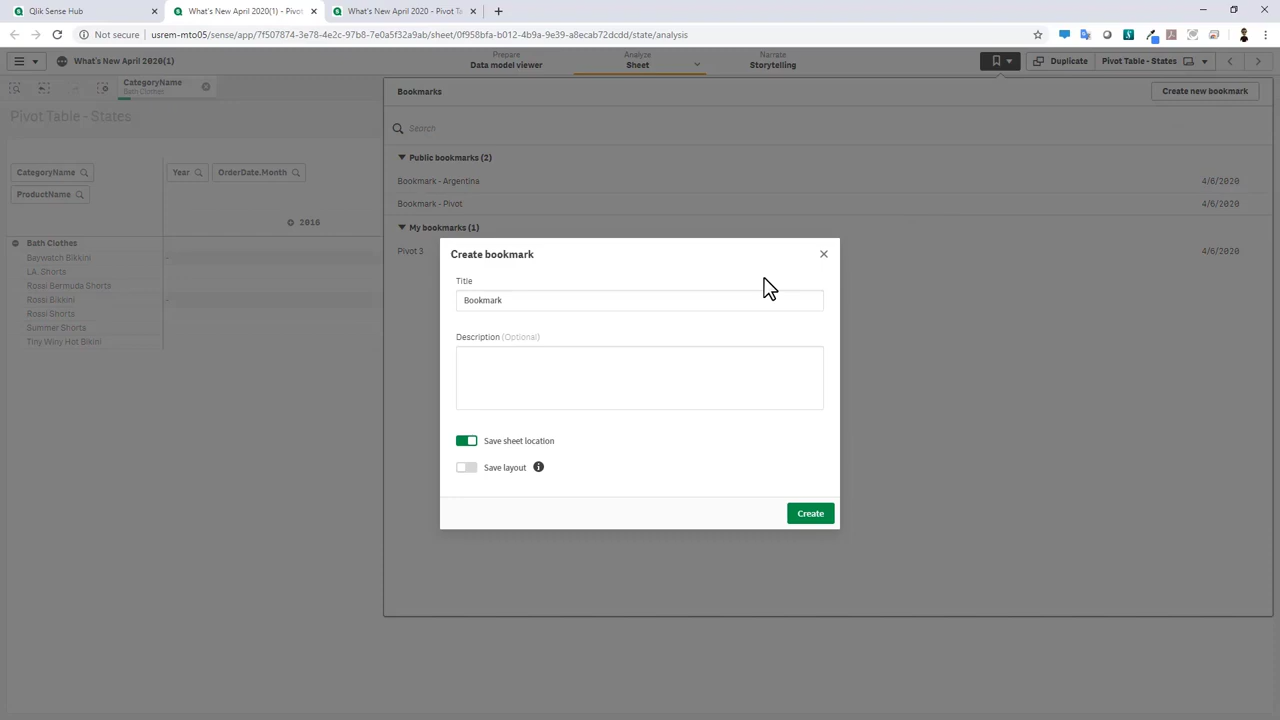 Qlik Sense Hub
What's New April 2020(1) - Pivot
What's New April 2020 - Pivot Ta
Not secure
usrem-mto05/sense/app/7f507874-3e78-4e2c-97b8-7e0a5f32a9ab/sheet/0f958bfa-b012-4b9a-9e39-a8ecab72dcdd/state/analysis
What's New April 2020(1)
Prepare
Data model viewer
Analyze
Sheet
Narrate
Storytelling
Duplicate
Pivot Table - States
CategoryName
Bath Clothes
Bookmarks
Create new bookmark
Pivot Table - States
Search
Public bookmarks (2)
CategoryName
Year
OrderDate.Month
Bookmark - Argentina
4/6/2020
ProductName
Bookmark - Pivot
4/6/2020
2016
My bookmarks (1)
Bath Clothes
Pivot 3
4/6/2020
Baywatch Bikkini
L.A. Shorts
Rossi Bermuda Shorts
Rossi Bikkini
Rossi Shorts
Summer Shorts
Tiny Winy Hot Bikini
Create bookmark
Title
Bookmark
Description (Optional)
Save sheet location
Save layout
Create